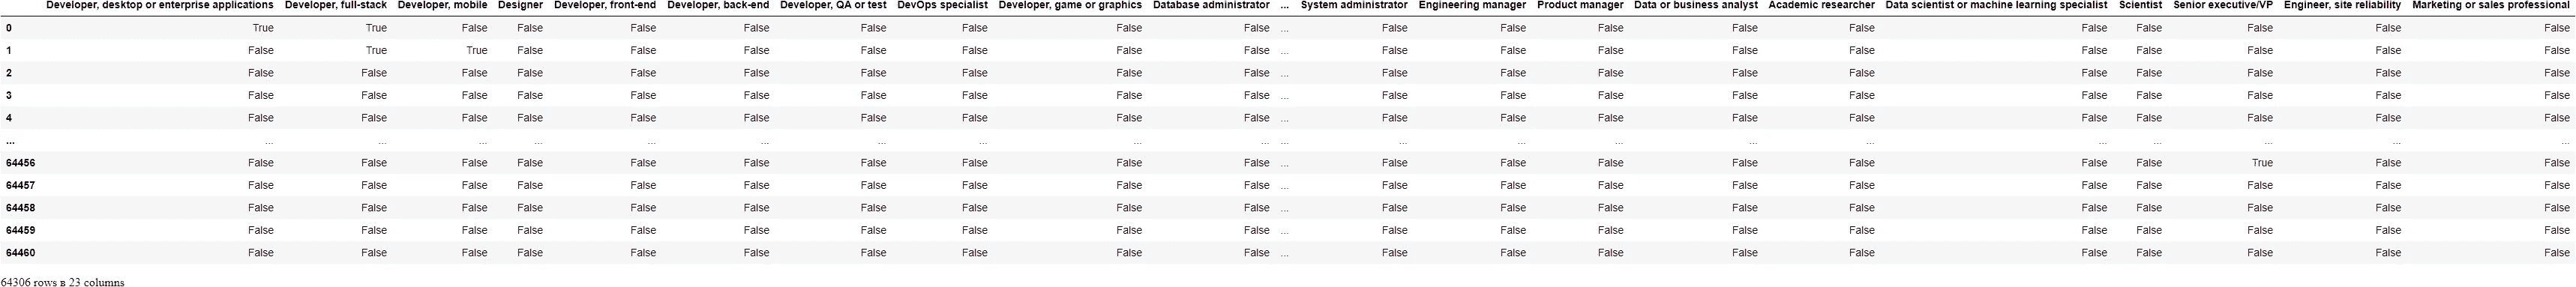 Developer, desktop or enterprise applications Developer, full-stack Developer, mobile Designer Developer, front-end Developer, back-end Developer, QA or test DevOps specialist Developer, game or graphics Database administrator ... System administrator Engineering manager Product manager Data or business analyst Academic researcher Data scientist or machine learning specialist Scientist Senior executive/VP Engineer, site reliability Marketing or sales professional
0 True True False False False False False False False False ... False False False False False False False False False False
1 False True True False False False False False False False ... False False False False False False False False False False
2 False False False False False False False False False False ... False False False False False False False False False False
3 False False False False False False False False False False ... False False False False False False False False False False
4 False False False False False False False False False False ... False False False False False False False False False False
... ... ... ... ... ... ... ... ... ... ... ... ... ... ... ... ... ... ... ... ... ...
64456 False False False False False False False False False False ... False False False False False False False True False False
64457 False False False False False False False False False False ... False False False False False False False False False False
64458 False False False False False False False False False False ... False False False False False False False False False False
64459 False False False False False False False False False False ... False False False False False False False False False False
64460 False False False False False False False False False False ... False False False False False False False False False False
64306 rows в 23 columns